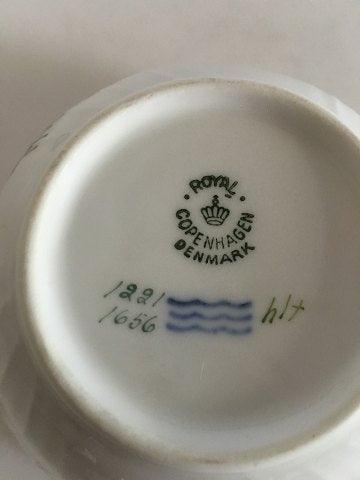 ROYAL
COPENHAGEN
DENMARK
1221
1656
hlt